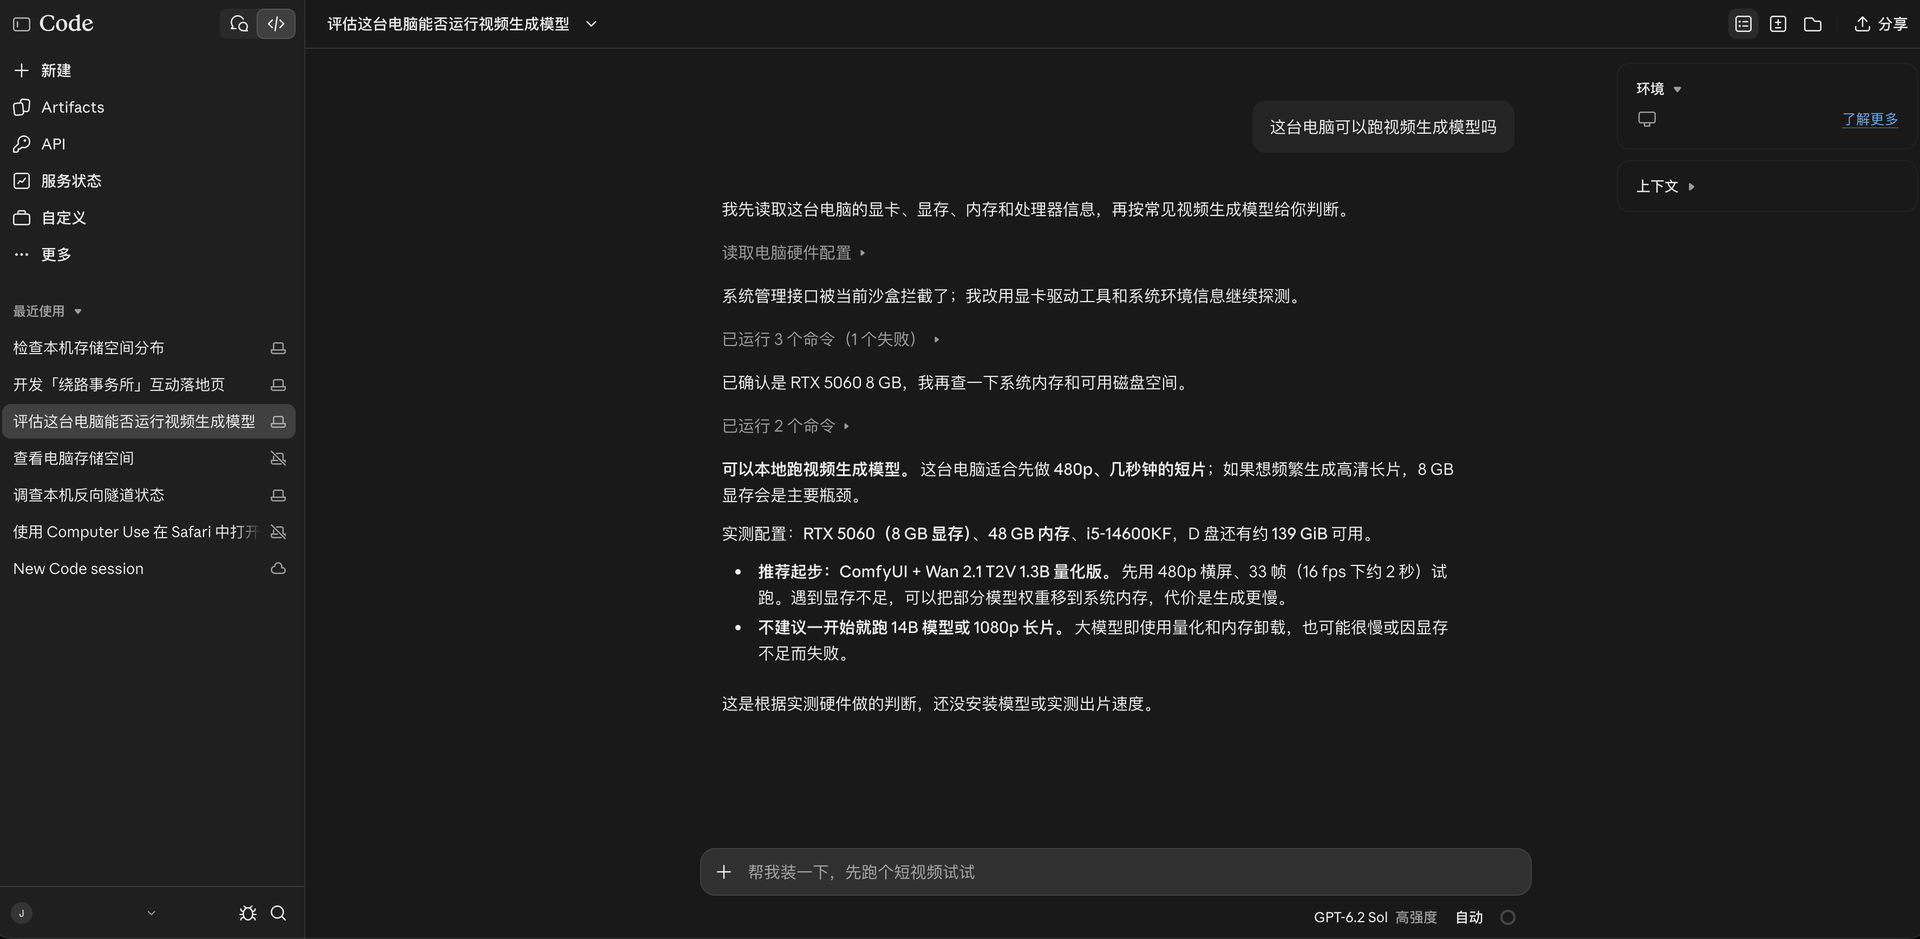 Code
新建
Artifacts
API
服务状态
自定义
更多
最近使用
检查本机存储空间分布
开发「绕路事务所」互动落地页
评估这台电脑能否运行视频生成模型
查看电脑存储空间
调查本机反向隧道状态
使用 Computer Use 在 Safari 中打开
New Code session
J
评估这台电脑能否运行视频生成模型
分享
这台电脑可以跑视频生成模型吗
我先读取这台电脑的显卡、显存、内存和处理器信息，再按常见视频生成模型给你判断。
读取电脑硬件配置
系统管理接口被当前沙盒拦截了；我改用显卡驱动工具和系统环境信息继续探测。
已运行 3 个命令（1 个失败）
已确认是 RTX 5060 8 GB，我再查一下系统内存和可用磁盘空间。
已运行 2 个命令
可以本地跑视频生成模型。 这台电脑适合先做 480p、几秒钟的短片；如果想频繁生成高清长片，8 GB
显存会是主要瓶颈。
实测配置：RTX 5060（8 GB 显存）、48 GB 内存、i5-14600KF，D 盘还有约 139 GiB 可用。
• 推荐起步：ComfyUI + Wan 2.1 T2V 1.3B 量化版。 先用 480p 横屏、33 帧（16 fps 下约 2 秒）试
跑。遇到显存不足，可以把部分模型权重移到系统内存，代价是生成更慢。
• 不建议一开始就跑 14B 模型或 1080p 长片。 大模型即使用量化和内存卸载，也可能很慢或因显存
不足而失败。
这是根据实测硬件做的判断，还没安装模型或实测出片速度。
帮我装一下，先跑个短视频试试
GPT-6.2 Sol 高强度 自动
环境
了解更多
上下文